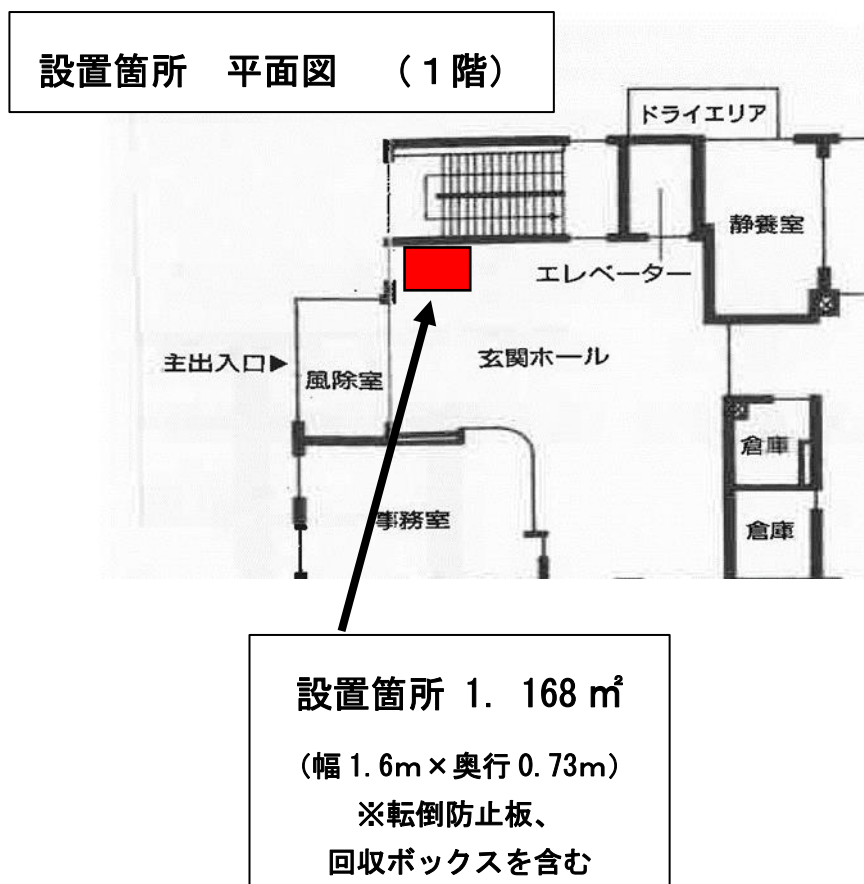 設置箇所 平面図 (１階)
ドライエリア
静養室
エレベーター
主出入口▶
風除室
玄関ホール
倉庫
事務室
倉庫
設置箇所 1. 168 ㎡
(幅 1.6m×奥行 0.73m)
※転倒防止板、
回収ボックスを含む